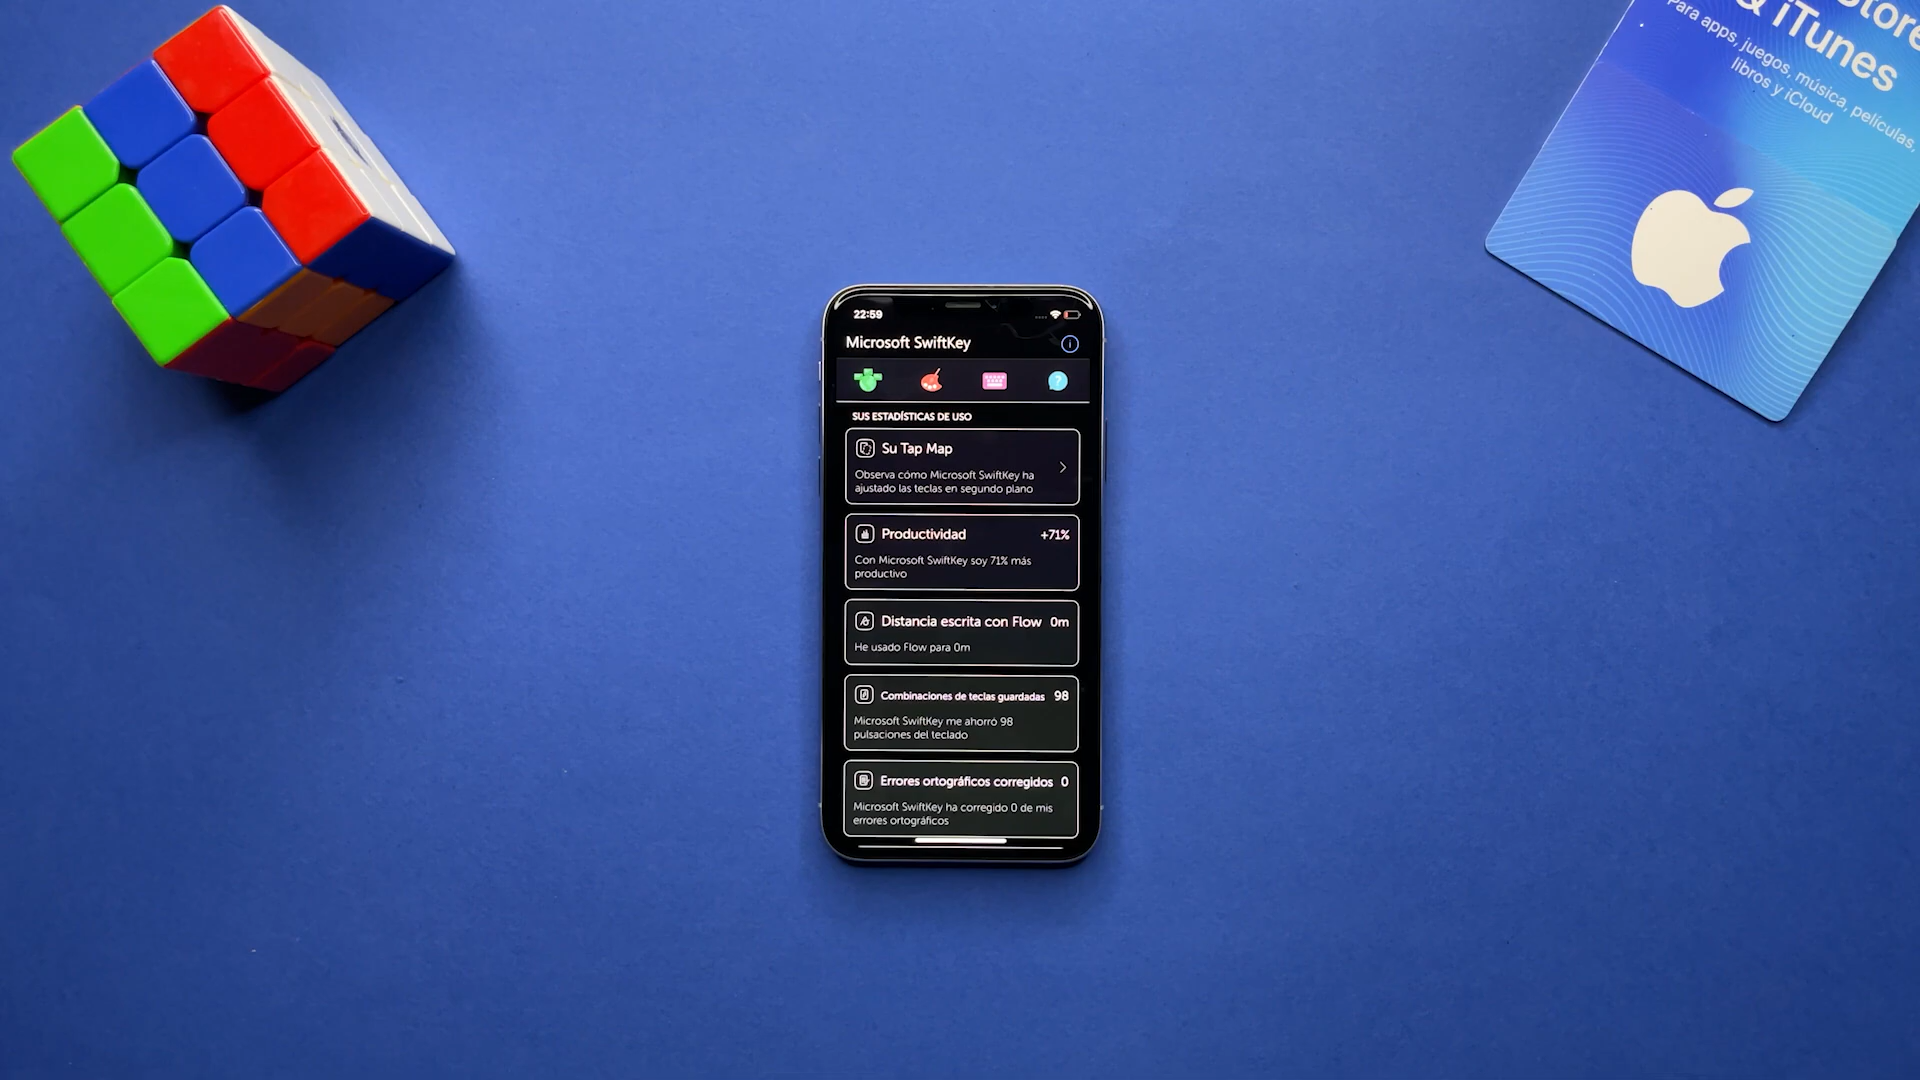 Store
& iTunes
Para apps, juegos, música, películas,
libros y iCloud
22:59
Microsoft SwiftKey
SUS ESTADÍSTICAS DE USO
Su Tap Map
Observa cómo Microsoft SwiftKey ha
ajustado las teclas en segundo plano
Productividad +71%
Con Microsoft SwiftKey soy 71% más
productivo
Distancia escrita con Flow 0m
He usado Flow para 0m
Combinaciones de teclas guardadas 98
Microsoft SwiftKey me ahorró 98
pulsaciones del teclado
Errores ortográficos corregidos 0
Microsoft SwiftKey ha corregido 0 de mis
errores ortográficos